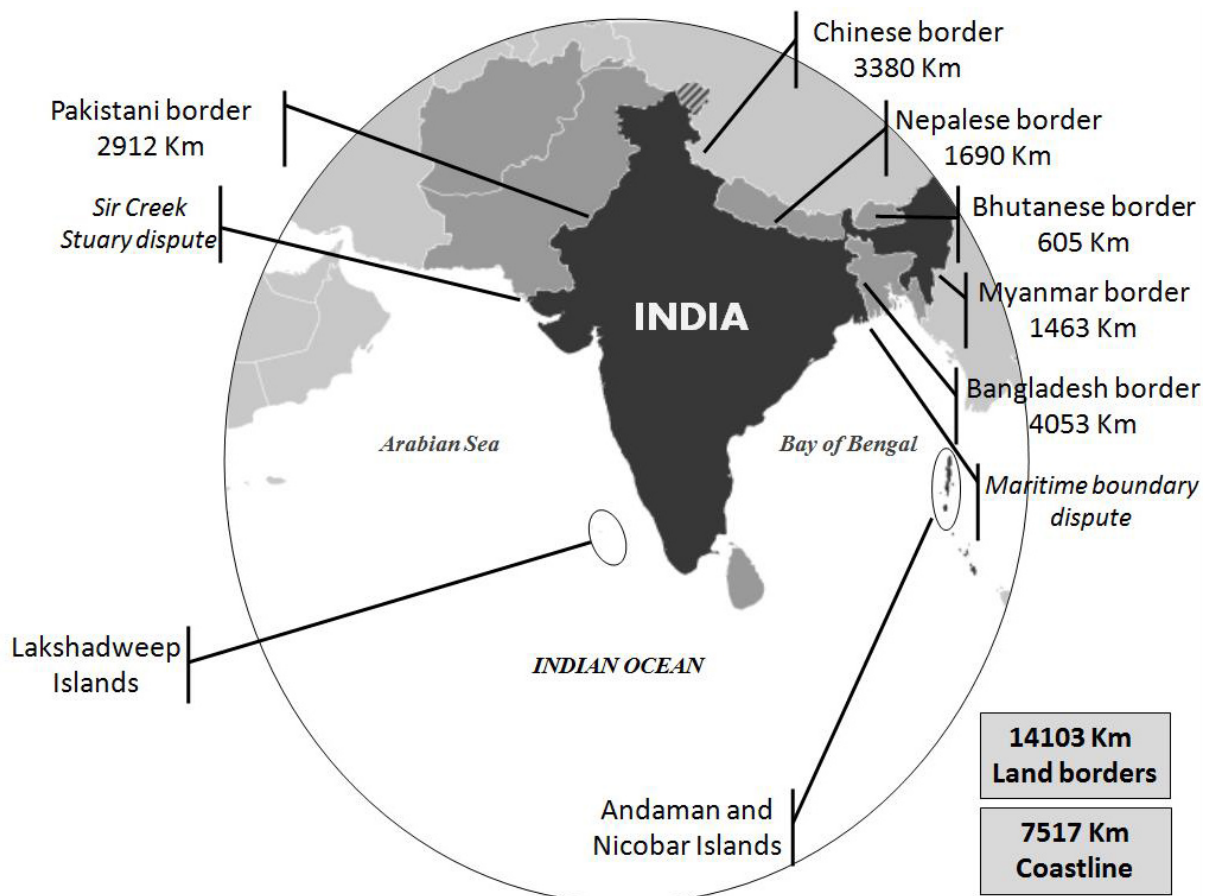 Chinese border
3380 Km
Pakistani border
2912 Km
Nepalese border
1690 Km
Sir Creek
Stuary dispute
Bhutanese border
605 Km
Myanmar border
1463 Km
INDIA
Bangladesh border
4053 Km
Arabian Sea
Bay of Bengal
Maritime boundary
dispute
Lakshadweep
Islands
INDIAN OCEAN
14103 Km
Land borders
Andaman and
Nicobar Islands
7517 Km
Coastline